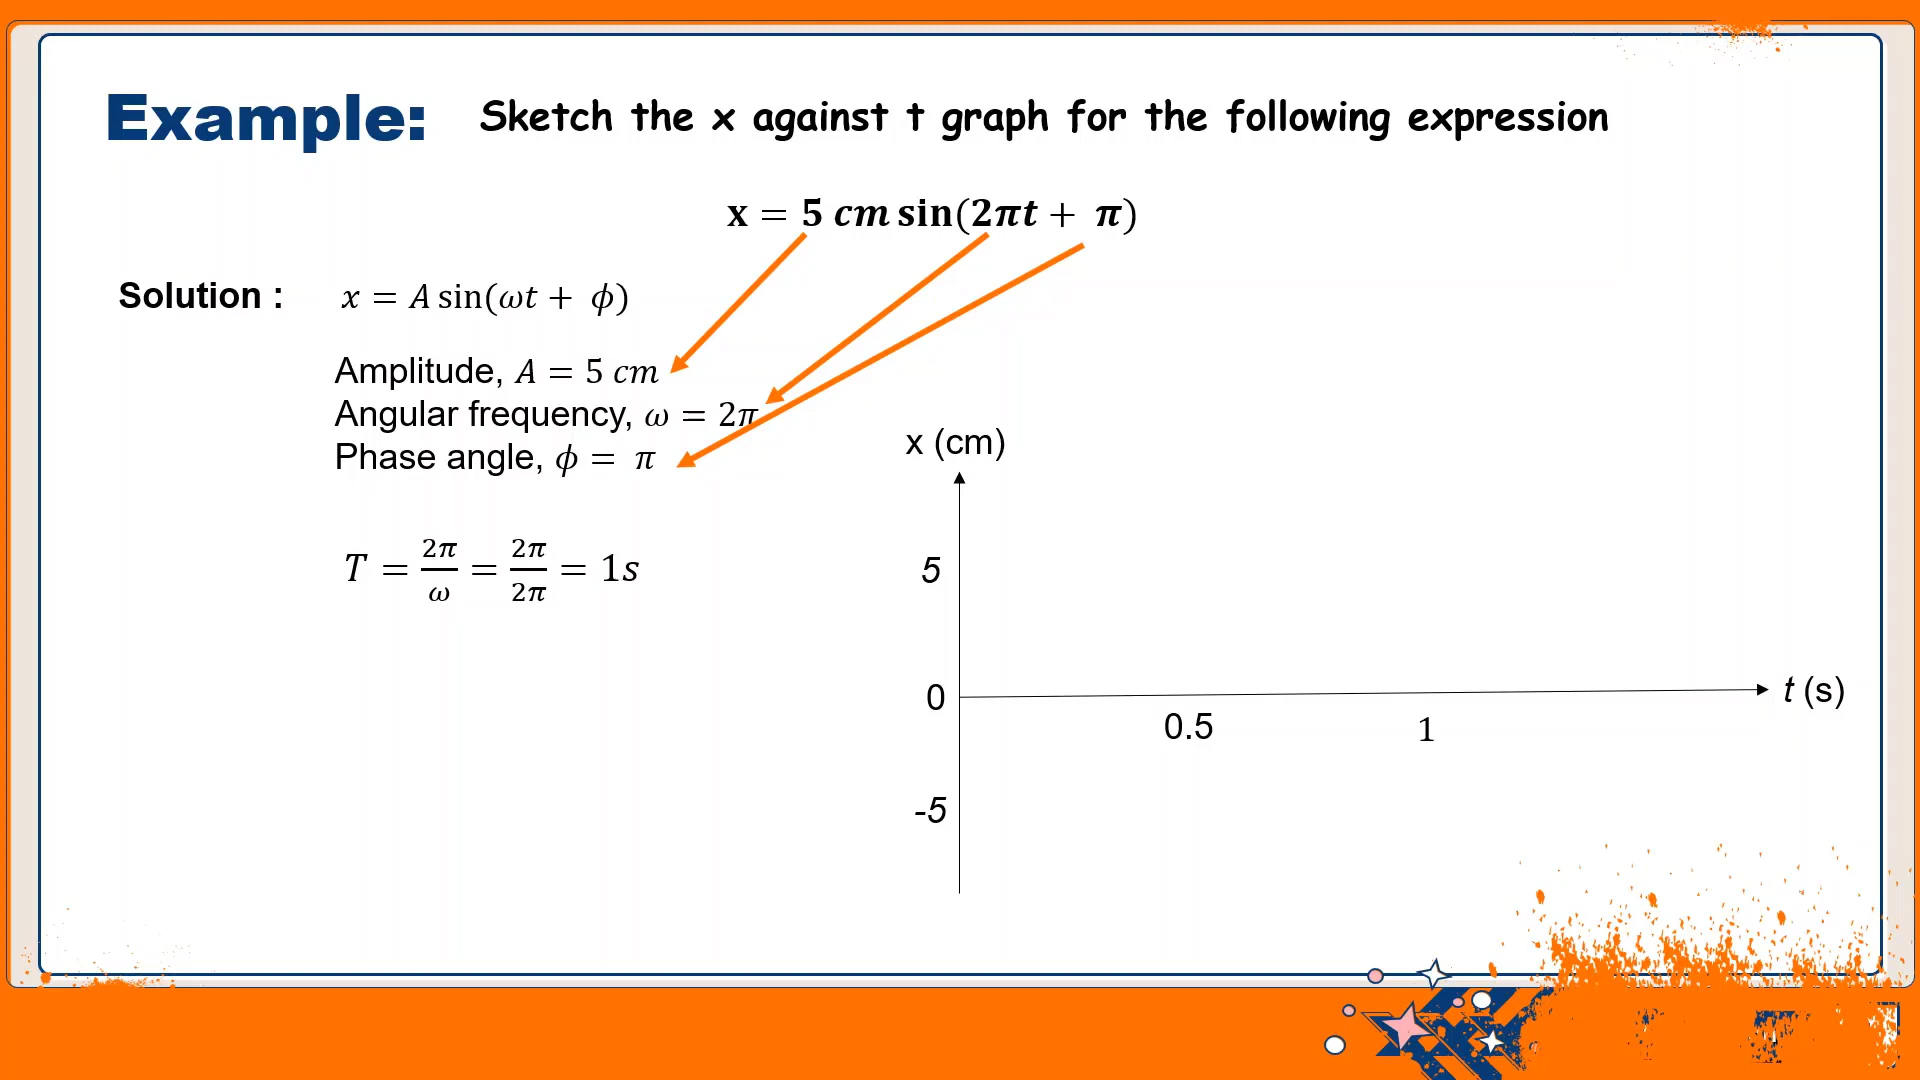 Example: Sketch the x against t graph for the following expression
x = 5 cm sin(2πt + π)
Solution : x = A sin(ωt + ϕ)
Amplitude, A = 5 cm
Angular frequency, ω = 2π
Phase angle, ϕ = π
T = 2π/ω = 2π/2π = 1s
x (cm)
5
0
t (s)
0.5 1
-5